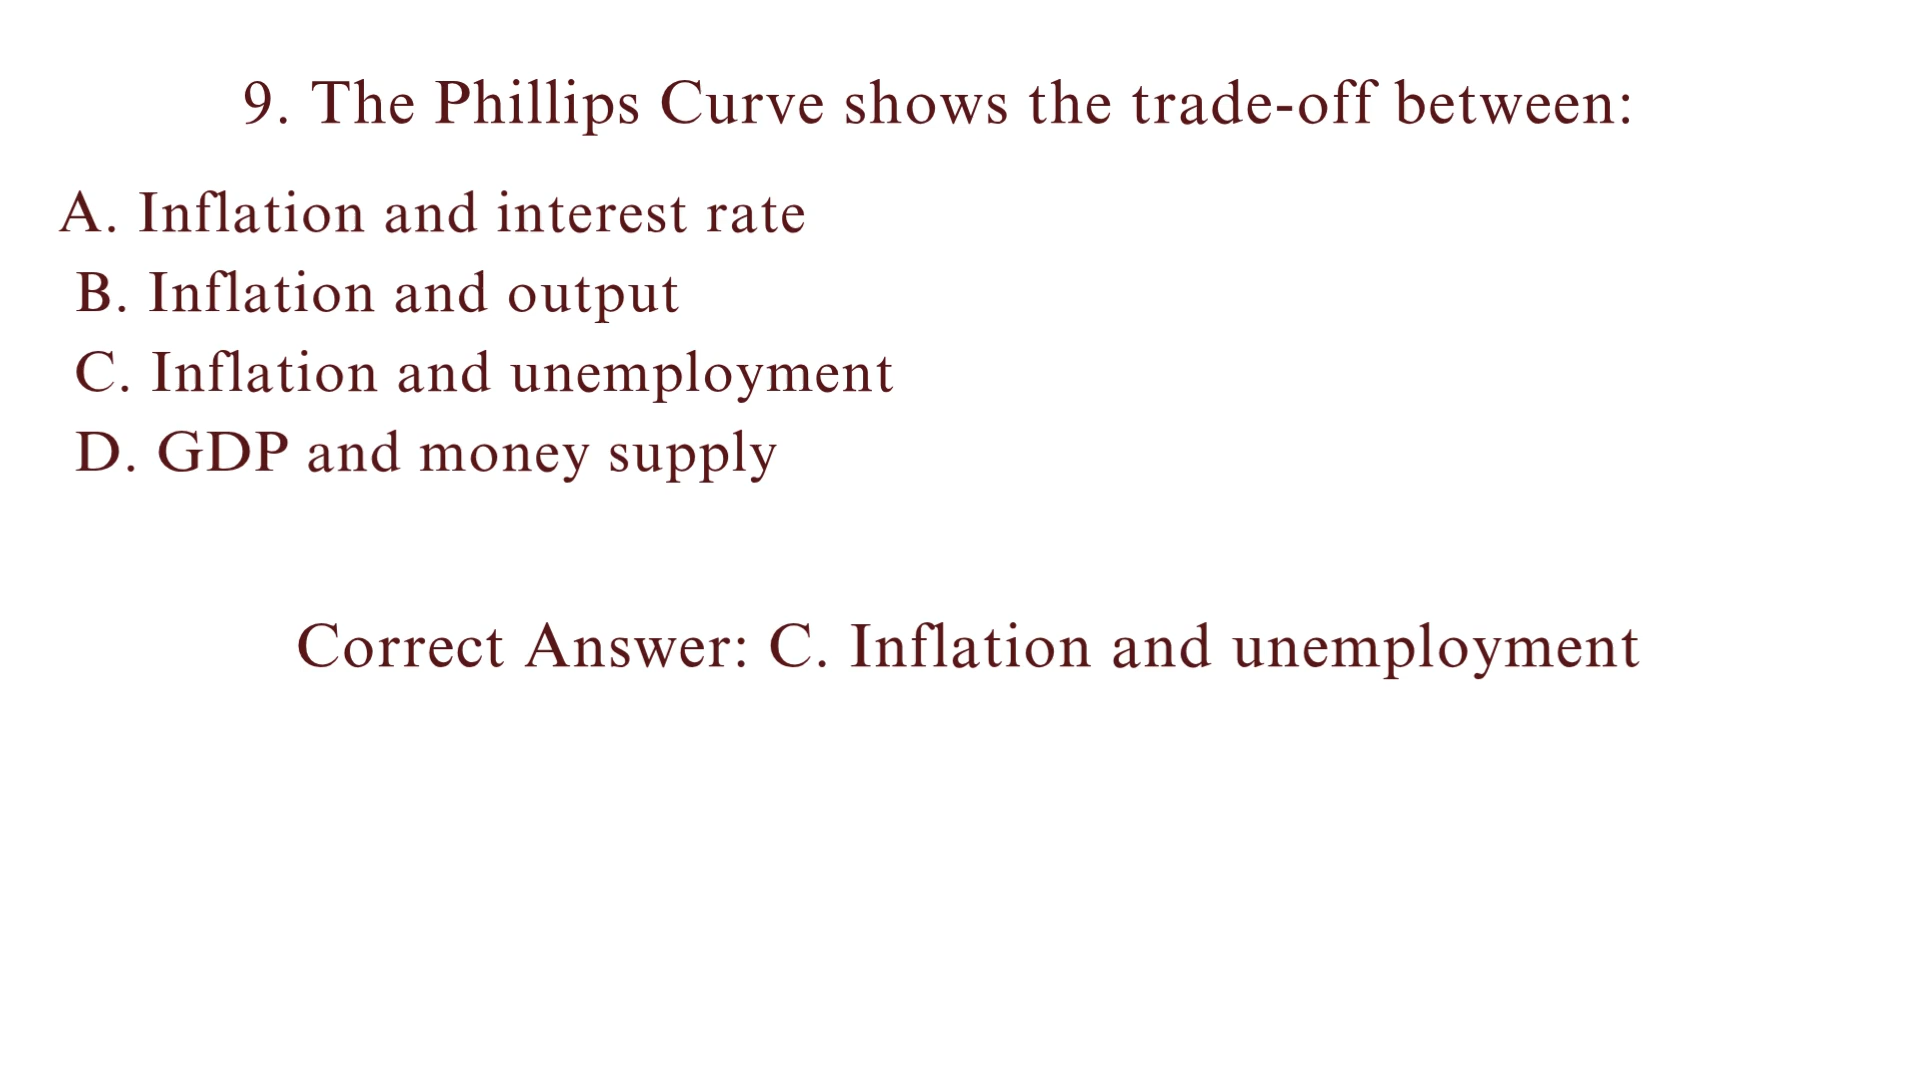 9. The Phillips Curve shows the trade-off between:
A. Inflation and interest rate
B. Inflation and output
C. Inflation and unemployment
D. GDP and money supply
Correct Answer: C. Inflation and unemployment